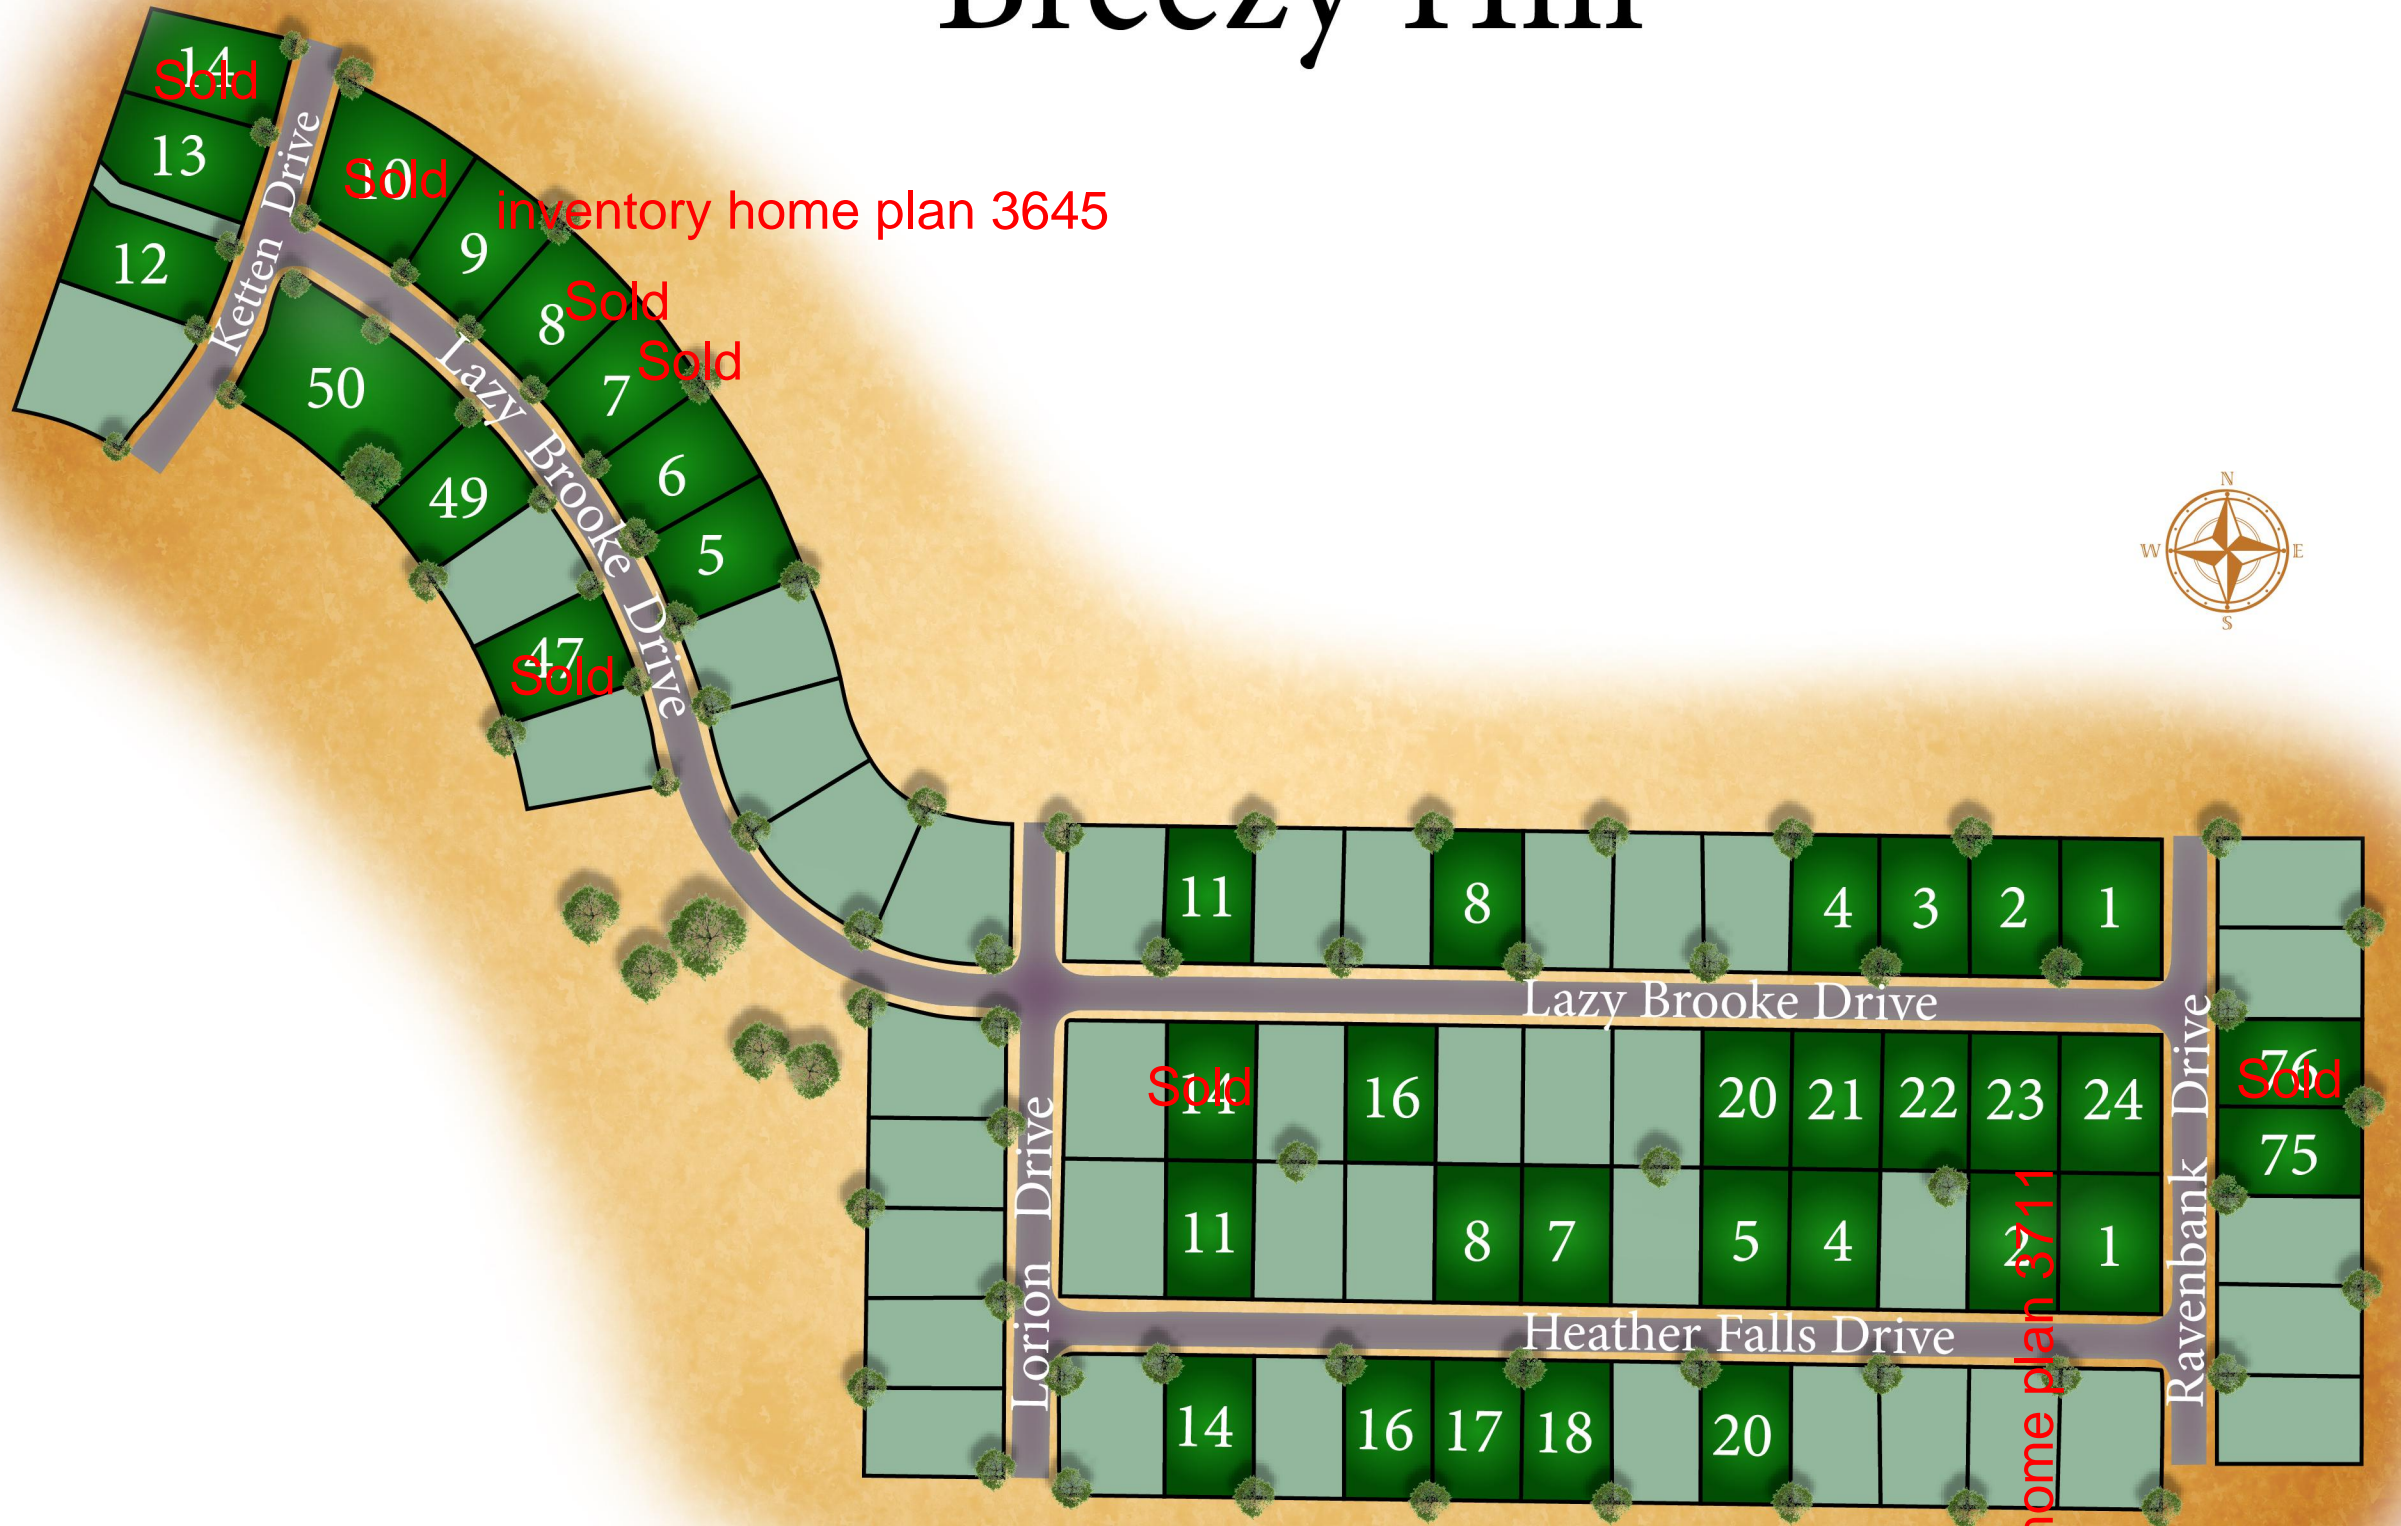 Breezy Hill
14
Sold
13
12
Ketten Drive
10
Sold
9
inventory home plan 3645
8
Sold
7
Sold
6
5
50
49
47
Sold
Lazy Brooke Drive
N
W
E
S
11
8
4
3
2
1
Lazy Brooke Drive
14
Sold
16
20
21
22
23
24
76
Sold
75
11
8
7
5
4
2
1
home plan 3711
Lorion Drive
Heather Falls Drive
Ravenbank Drive
14
16
17
18
20